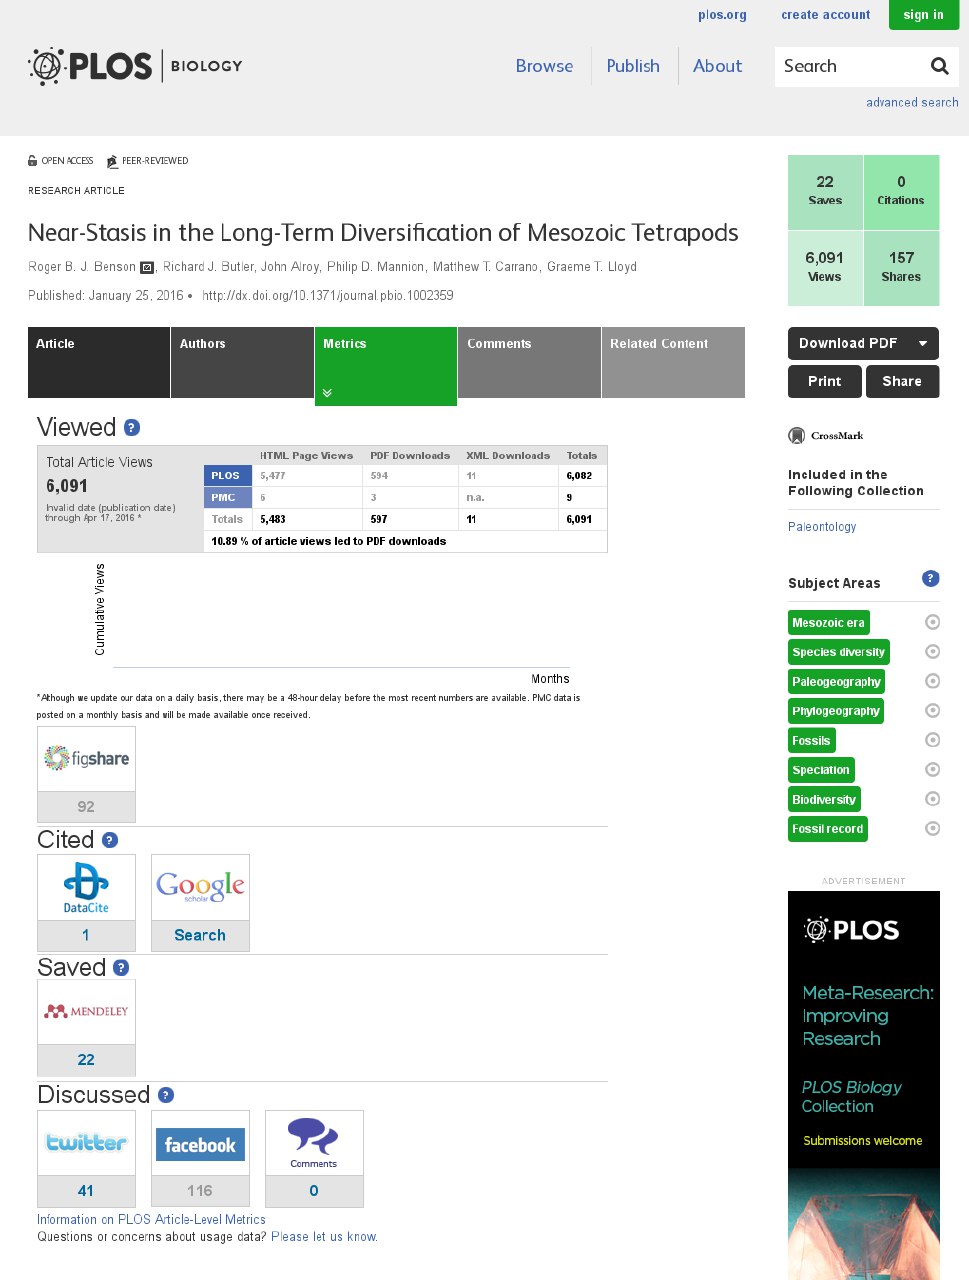 plos.org create account sign in
PLOS BIOLOGY
Browse Publish About Search
advanced search
OPEN ACCESS PEER-REVIEWED
RESEARCH ARTICLE
Near-Stasis in the Long-Term Diversification of Mesozoic Tetrapods
Roger B. J. Benson, Richard J. Butler, John Alroy, Philip D. Mannion, Matthew T. Carrano, Graeme T. Lloyd
Published: January 25, 2016 • http://dx.doi.org/10.1371/journal.pbio.1002359
22 Saves
0 Citations
6,091 Views
157 Shares
Article Authors Metrics Comments Related Content
Download PDF
Print Share
CrossMark
Included in the
Following Collection
Paleontology
Subject Areas ?
Mesozoic era
Species diversity
Paleogeography
Phylogeography
Fossils
Speciation
Biodiversity
Fossil record
Viewed ?
Total Article Views
6,091
Invalid date (publication date)
through Apr 17, 2016 *
HTML Page Views PDF Downloads XML Downloads Totals
PLOS 5,477 594 11 6,082
PMC 6 3 n.a. 9
Totals 5,483 597 11 6,091
10.89 % of article views led to PDF downloads
Cumulative Views
Months
*Although we update our data on a daily basis, there may be a 48-hour delay before the most recent numbers are available. PMC data is
posted on a monthly basis and will be made available once received.
figshare
92
Cited ?
DataCite
1
Google
scholar
Search
Saved ?
MENDELEY
22
Discussed ?
twitter
41
facebook
116
Comments
0
Information on PLOS Article-Level Metrics
Questions or concerns about usage data? Please let us know.
ADVERTISEMENT
PLOS
Meta-Research:
Improving
Research
PLOS Biology
Collection
Submissions welcome